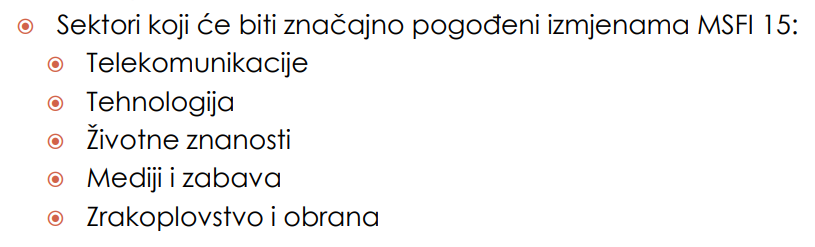 Sektori koji će biti značajno pogođeni izmjenama MSFI 15:
Telekomunikacije
Tehnologija
Životne znanosti
Mediji i zabava
Zrakoplovstvo i obrana